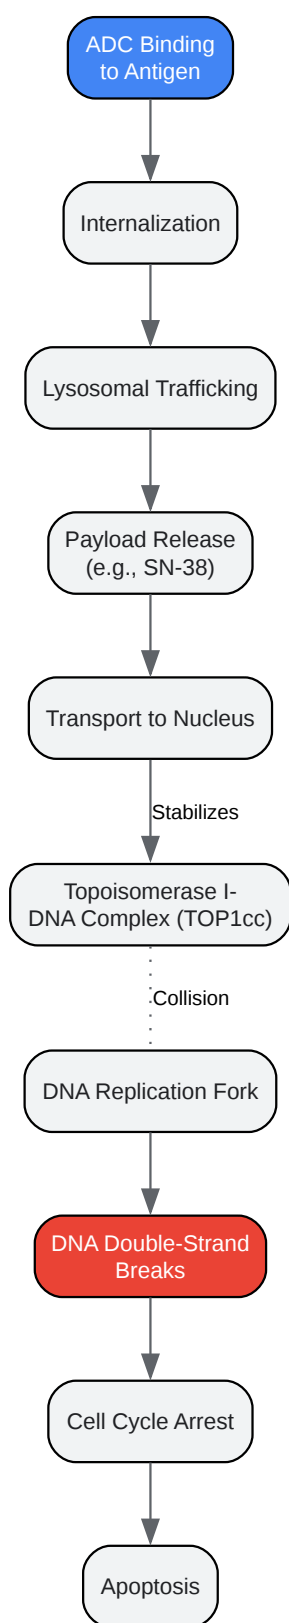 ADC Binding
to Antigen
Internalization
Lysosomal Trafficking
Payload Release
(e.g., SN-38)
Transport to Nucleus
Stabilizes
Topoisomerase I-
DNA Complex (TOP1cc)
Collision
DNA Replication Fork
DNA Double-Strand
Breaks
Cell Cycle Arrest
Apoptosis